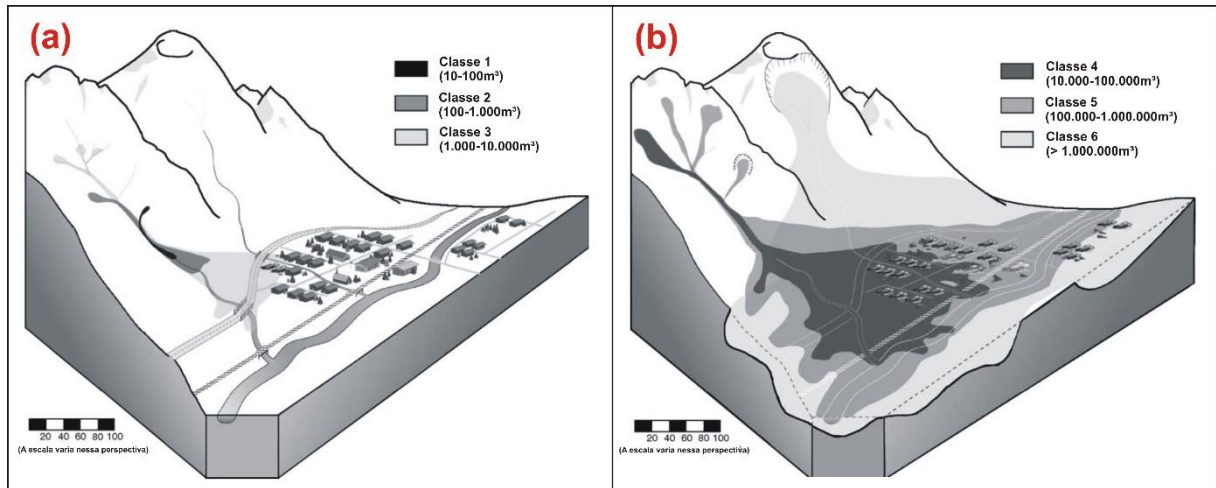 (a)
Classe 1
(10-100m³)
Classe 2
(100-1.000m³)
Classe 3
(1.000-10.000m³)
20 40 60 80 100
(A escala varia nessa perspectiva)
(b)
Classe 4
(10.000-100.000m³)
Classe 5
(100.000-1.000.000m³)
Classe 6
(> 1.000.000m³)
20 40 60 80 100
(A escala varia nessa perspectiva)